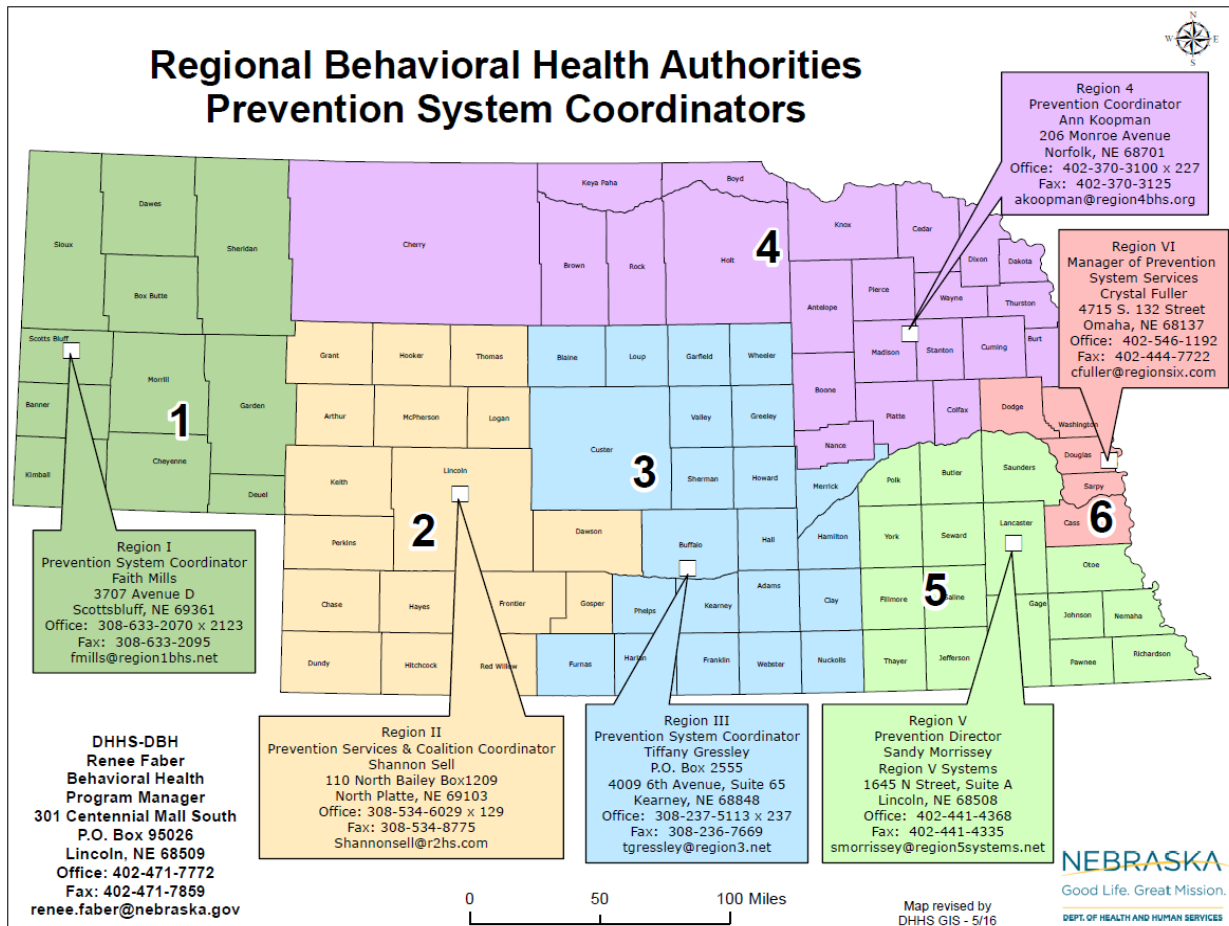 N
W
E
S
Regional Behavioral Health Authorities
Prevention System Coordinators
Region 4
Prevention Coordinator
Ann Koopman
206 Monroe Avenue
Norfolk, NE 68701
Office: 402-370-3100 x 227
Fax: 402-370-3125
akoopman@region4bhs.org
Region VI
Manager of Prevention
System Services
Crystal Fuller
4715 S. 132 Street
Omaha, NE 68137
Office: 402-546-1192
Fax: 402-444-7722
cfuller@regionsix.com
Sioux
Dawes
Sheridan
Box Butte
Scotts Bluff
Morrill
Garden
Banner
Kimball
Cheyenne
Deuel
1
Cherry
Keya Paha
Boyd
Brown
Rock
Holt
4
Knox
Cedar
Dixon
Dakota
Antelope
Pierce
Wayne
Thurston
Madison
Stanton
Cuming
Burt
Boone
Platte
Colfax
Nance
Grant
Hooker
Thomas
Arthur
McPherson
Logan
Keith
Lincoln
Perkins
2
Dawson
Chase
Hayes
Frontier
Gosper
Dundy
Hitchcock
Red Willow
Blaine
Loup
Garfield
Wheeler
Custer
Valley
Greeley
3
Sherman
Howard
Merrick
Buffalo
Hall
Hamilton
Phelps
Kearney
Adams
Clay
Furnas
Harlan
Franklin
Webster
Nuckolls
Polk
Butler
Saunders
York
Seward
Lancaster
Fillmore
5
Saline
Gage
Otoe
Johnson
Nemaha
Thayer
Jefferson
Pawnee
Richardson
Dodge
Washington
Douglas
Sarpy
Cass
6
Region I
Prevention System Coordinator
Faith Mills
3707 Avenue D
Scottsbluff, NE 69361
Office: 308-633-2070 x 2123
Fax: 308-633-2095
fmills@region1bhs.net
Region II
Prevention Services & Coalition Coordinator
Shannon Sell
110 North Bailey Box1209
North Platte, NE 69103
Office: 308-534-6029 x 129
Fax: 308-534-8775
Shannonsell@r2hs.com
Region III
Prevention System Coordinator
Tiffany Gressley
P.O. Box 2555
4009 6th Avenue, Suite 65
Kearney, NE 68848
Office: 308-237-5113 x 237
Fax: 308-236-7669
tgressley@region3.net
Region V
Prevention Director
Sandy Morrissey
Region V Systems
1645 N Street, Suite A
Lincoln, NE 68508
Office: 402-441-4368
Fax: 402-441-4335
smorrissey@region5systems.net
DHHS-DBH
Renee Faber
Behavioral Health
Program Manager
301 Centennial Mall South
P.O. Box 95026
Lincoln, NE 68509
Office: 402-471-7772
Fax: 402-471-7859
renee.faber@nebraska.gov
0 50 100 Miles
Map revised by
DHHS GIS - 5/16
NEBRASKA
Good Life. Great Mission.
DEPT. OF HEALTH AND HUMAN SERVICES